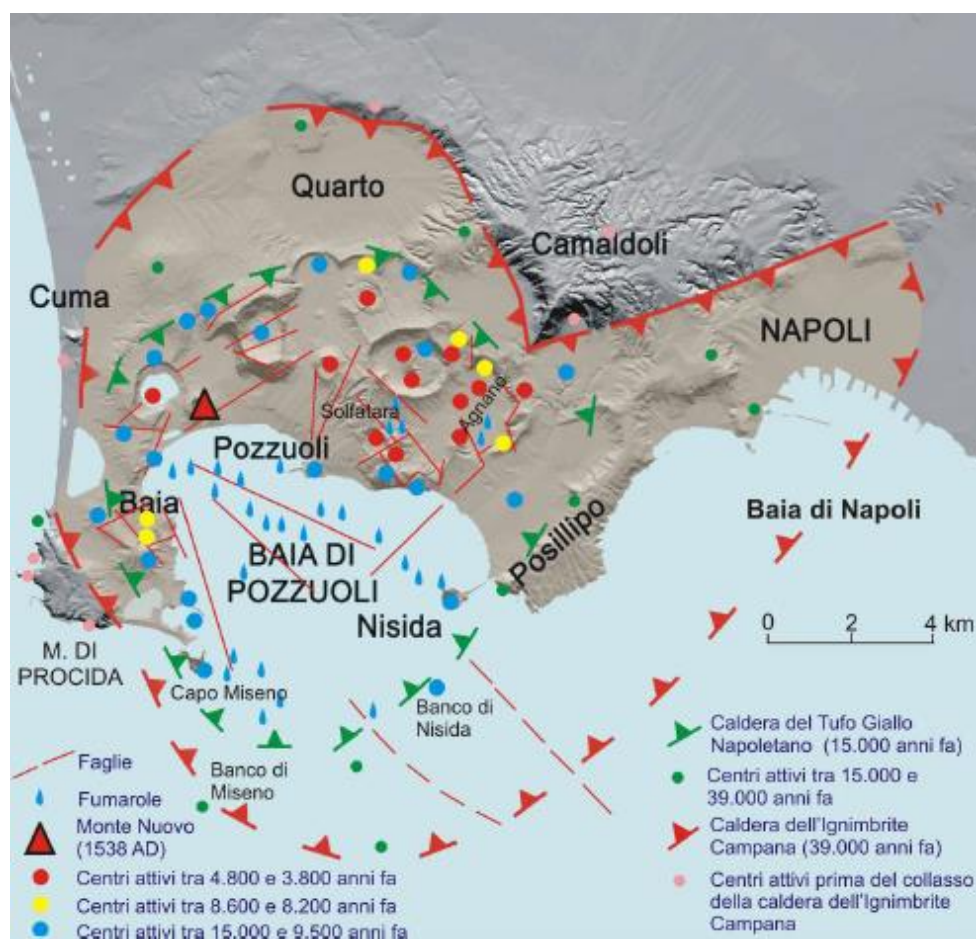 Quarto
Camaldoli
Cuma
NAPOLI
Solfatara
Agnano
Pozzuoli
Baia
BAIA DI
POZZUOLI
Posillipo
Baia di Napoli
Nisida
M. DI
PROCIDA
Capo Miseno
Banco di
Nisida
Banco di
Miseno
0 2 4 km
Faglie
Fumarole
Monte Nuovo
(1538 AD)
Centri attivi tra 4.800 e 3.800 anni fa
Centri attivi tra 8.600 e 8.200 anni fa
Centri attivi tra 15.000 e 9.500 anni fa
Caldera del Tufo Giallo
Napoletano (15.000 anni fa)
Centri attivi tra 15.000 e
39.000 anni fa
Caldera dell'Ignimbrite
Campana (39.000 anni fa)
Centri attivi prima del collasso
della caldera dell'Ignimbrite
Campana